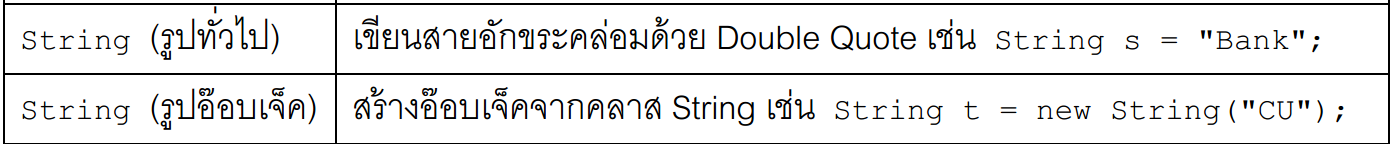 String (รูปทั่วไป) เขียนสายอักขระคล่อมด้วย Double Quote เช่น String s = "Bank";
String (รูปอ๊อบเจ็ค) สร้างอ๊อบเจ็คจากคลาส String เช่น String t = new String("CU");